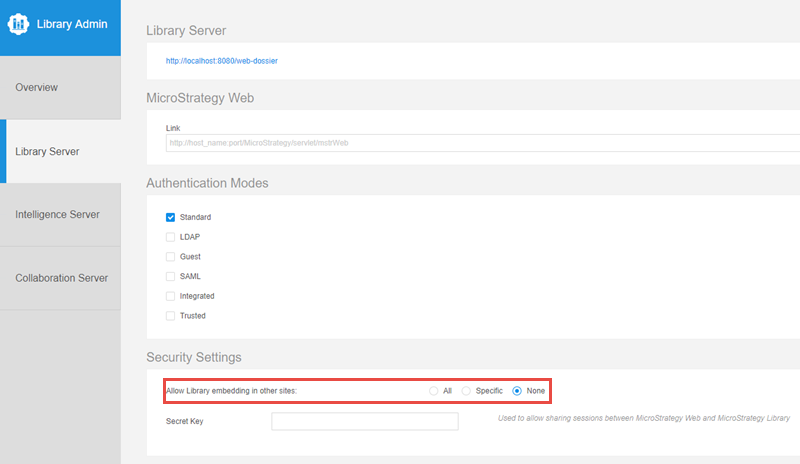 Library Admin
Overview
Library Server
Intelligence Server
Collaboration Server
Library Server
http://localhost:8080/web-dossier
MicroStrategy Web
Link
http://host_name:port/MicroStrategy/servlet/mstrWeb
Authentication Modes
Standard
LDAP
Guest
SAML
Integrated
Trusted
Security Settings
Allow Library embedding in other sites: All Specific None
Secret Key Used to allow sharing sessions between MicroStrategy Web and MicroStrategy Library